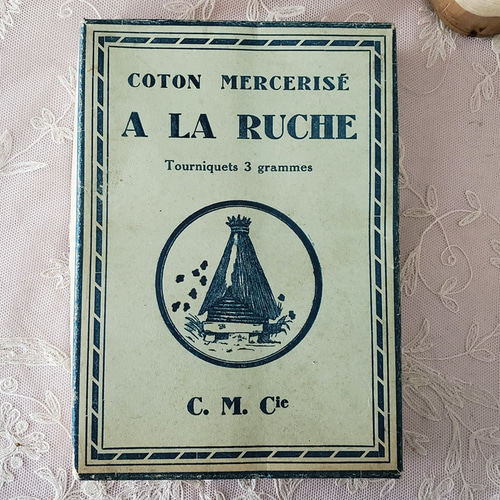 COTON MERCERISÉ
A LA RUCHE
Tourniquets 3 grammes
C. M. Cie